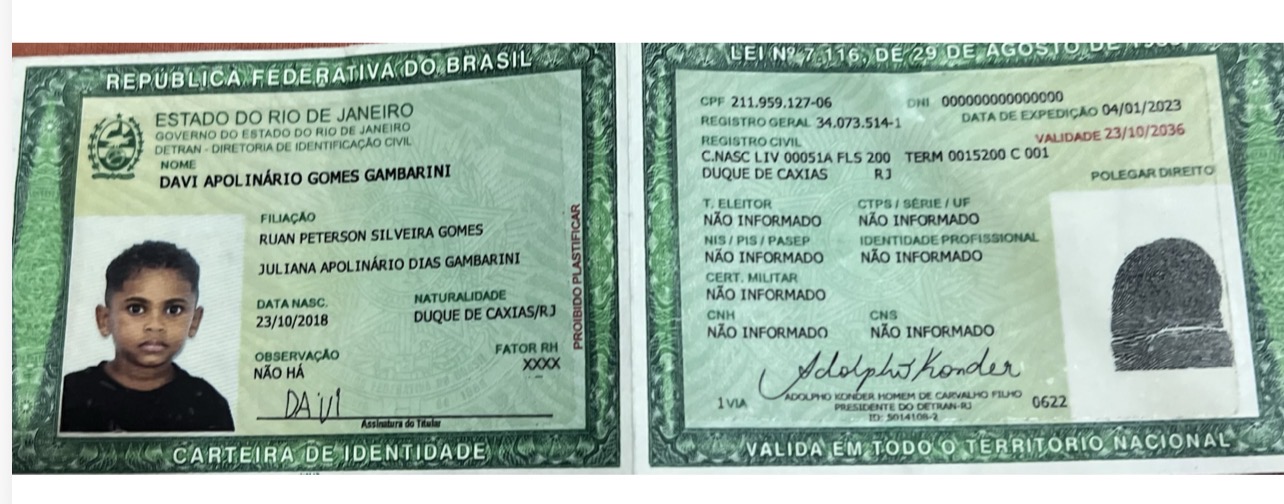 REPÚBLICA FEDERATIVA DO BRASIL
ESTADO DO RIO DE JANEIRO
GOVERNO DO ESTADO DO RIO DE JANEIRO
DETRAN - DIRETORIA DE IDENTIFICAÇÃO CIVIL
NOME
DAVI APOLINÁRIO GOMES GAMBARINI
FILIAÇÃO
RUAN PETERSON SILVEIRA GOMES
JULIANA APOLINÁRIO DIAS GAMBARINI
DATA NASC. NATURALIDADE
23/10/2018 DUQUE DE CAXIAS/RJ
OBSERVAÇÃO FATOR RH
NÃO HÁ XXXX
DAVI
Assinatura do Titular
PROIBIDO PLASTIFICAR
CARTEIRA DE IDENTIDADE
LEI Nº 7.116, DE 29 DE AGOSTO DE
CPF 211.959.127-06 DNI 000000000000000
REGISTRO GERAL 34.073.514-1 DATA DE EXPEDIÇÃO 04/01/2023
REGISTRO CIVIL VALIDADE 23/10/2036
C.NASC LIV 00051A FLS 200 TERM 0015200 C 001
DUQUE DE CAXIAS RJ
POLEGAR DIREITO
T. ELEITOR CTPS / SÉRIE / UF
NÃO INFORMADO NÃO INFORMADO
NIS / PIS / PASEP IDENTIDADE PROFISSIONAL
NÃO INFORMADO NÃO INFORMADO
CERT. MILITAR
NÃO INFORMADO
CNH CNS
NÃO INFORMADO NÃO INFORMADO
Adolpho Konder
1 VIA ADOLPHO KONDER HOMEM DE CARVALHO FILHO 0622
PRESIDENTE DO DETRAN-RJ
ID: 5014108-2
VALIDA EM TODO O TERRITÓRIO NACIONAL